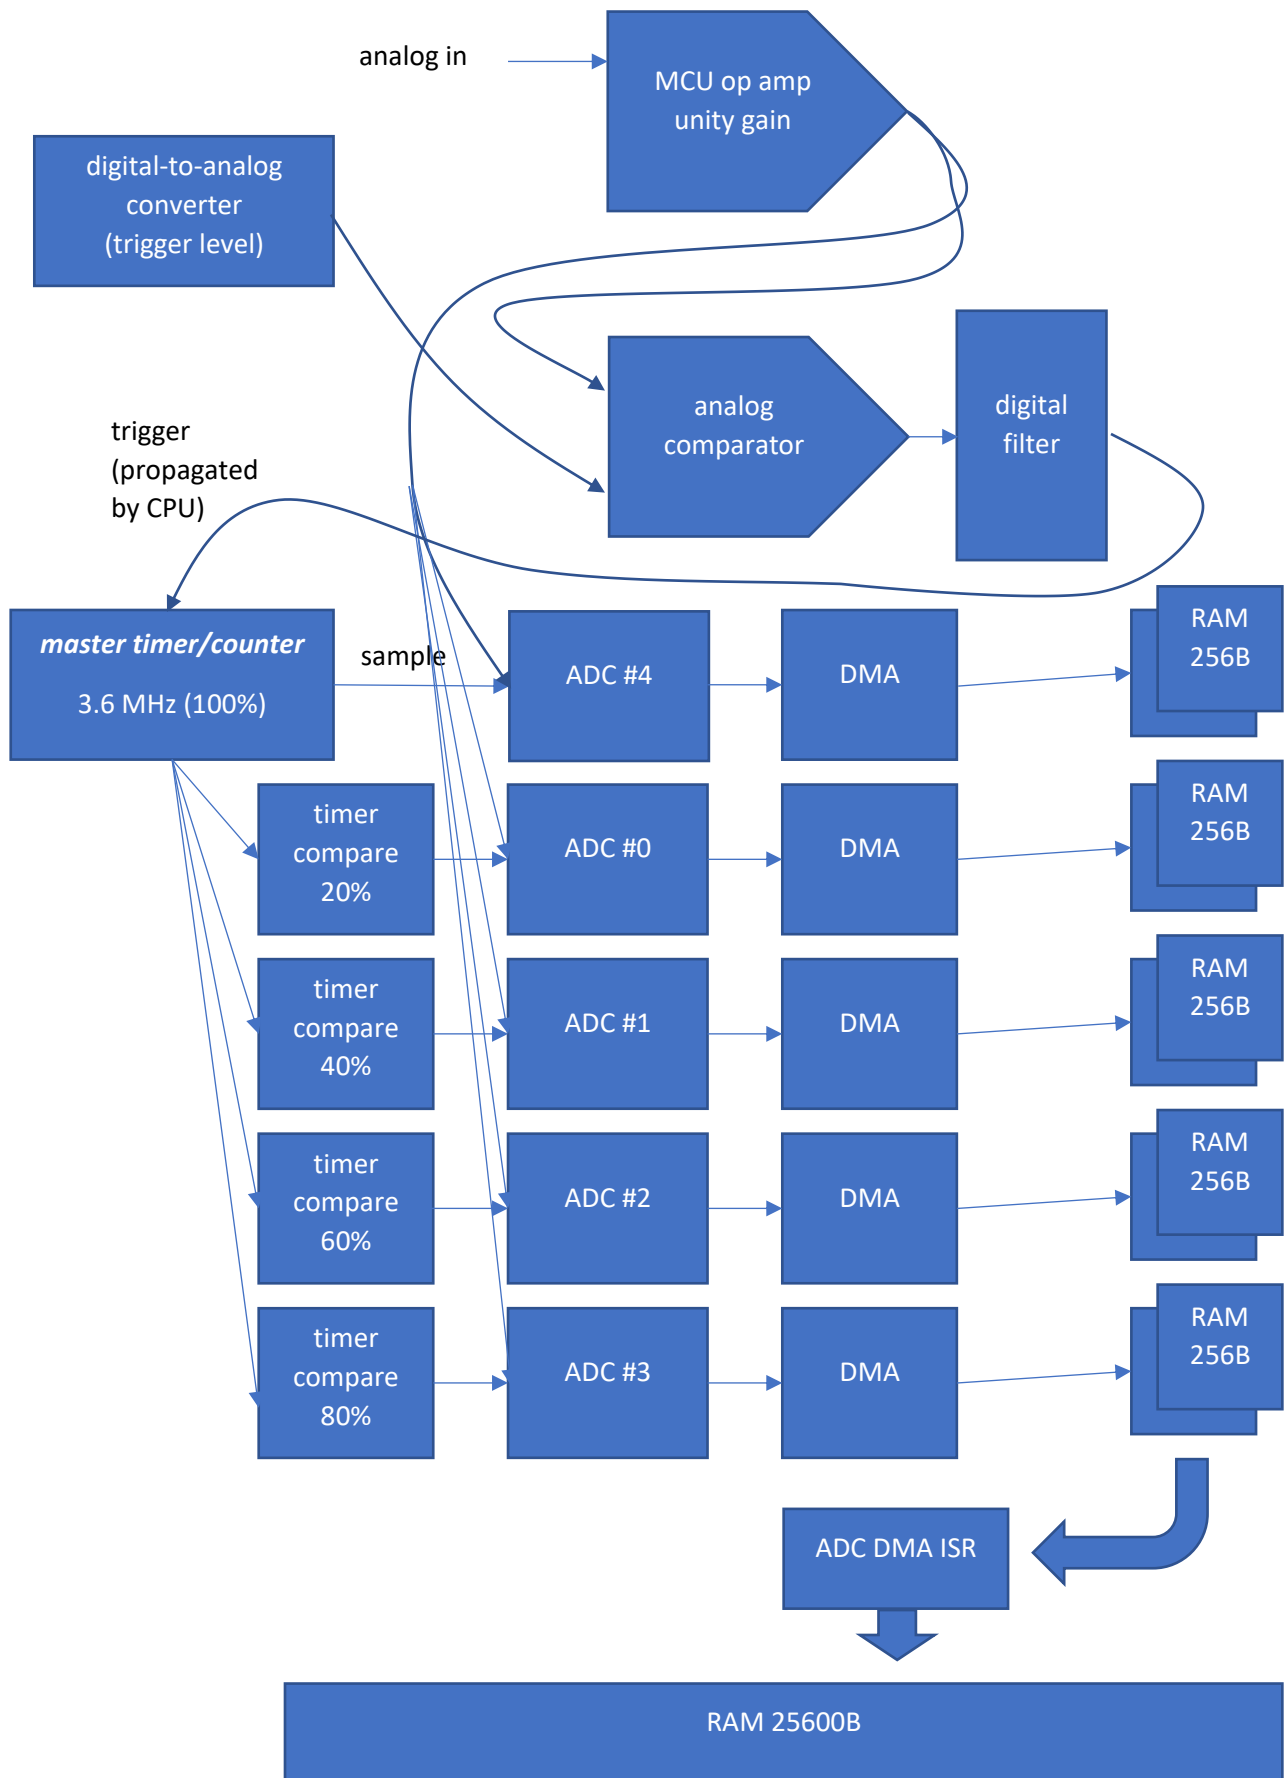 analog in
MCU op amp
unity gain
digital-to-analog
converter
(trigger level)
analog
comparator
digital
filter
trigger
(propagated
by CPU)
master timer/counter
3.6 MHz (100%)
sample
ADC #4
DMA
RAM
256B
timer
compare
20%
ADC #0
DMA
RAM
256B
timer
compare
40%
ADC #1
DMA
RAM
256B
timer
compare
60%
ADC #2
DMA
RAM
256B
timer
compare
80%
ADC #3
DMA
RAM
256B
ADC DMA ISR
RAM 25600B